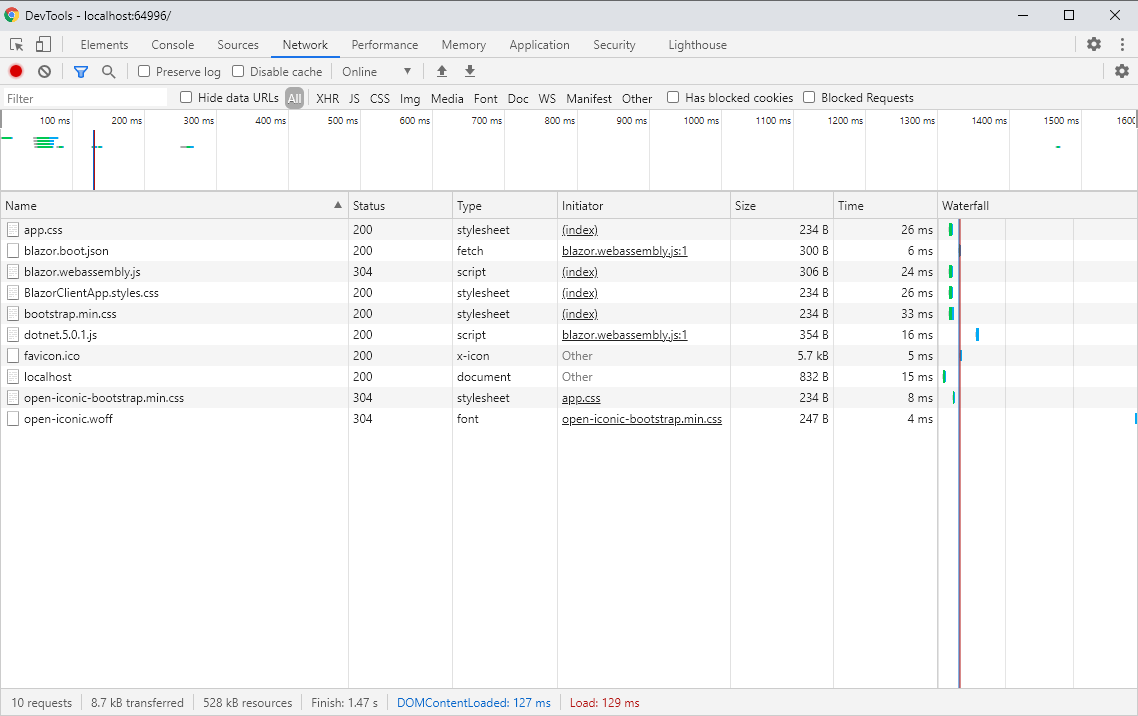 DevTools - localhost:64996/
Elements Console Sources Network Performance Memory Application Security Lighthouse
Preserve log Disable cache Online ▼
Filter Hide data URLs All XHR JS CSS Img Media Font Doc WS Manifest Other Has blocked cookies Blocked Requests
100 ms 200 ms 300 ms 400 ms 500 ms 600 ms 700 ms 800 ms 900 ms 1000 ms 1100 ms 1200 ms 1300 ms 1400 ms 1500 ms 1600
Name ▲ Status Type Initiator Size Time Waterfall
app.css 200 stylesheet (index) 234 B 26 ms
blazor.boot.json 200 fetch blazor.webassembly.js:1 300 B 6 ms
blazor.webassembly.js 304 script (index) 306 B 24 ms
BlazorClientApp.styles.css 200 stylesheet (index) 234 B 26 ms
bootstrap.min.css 200 stylesheet (index) 234 B 33 ms
dotnet.5.0.1.js 200 script blazor.webassembly.js:1 354 B 16 ms
favicon.ico 200 x-icon Other 5.7 kB 5 ms
localhost 200 document Other 832 B 15 ms
open-iconic-bootstrap.min.css 304 stylesheet app.css 234 B 8 ms
open-iconic.woff 304 font open-iconic-bootstrap.min.css 247 B 4 ms
10 requests 8.7 kB transferred 528 kB resources Finish: 1.47 s DOMContentLoaded: 127 ms Load: 129 ms